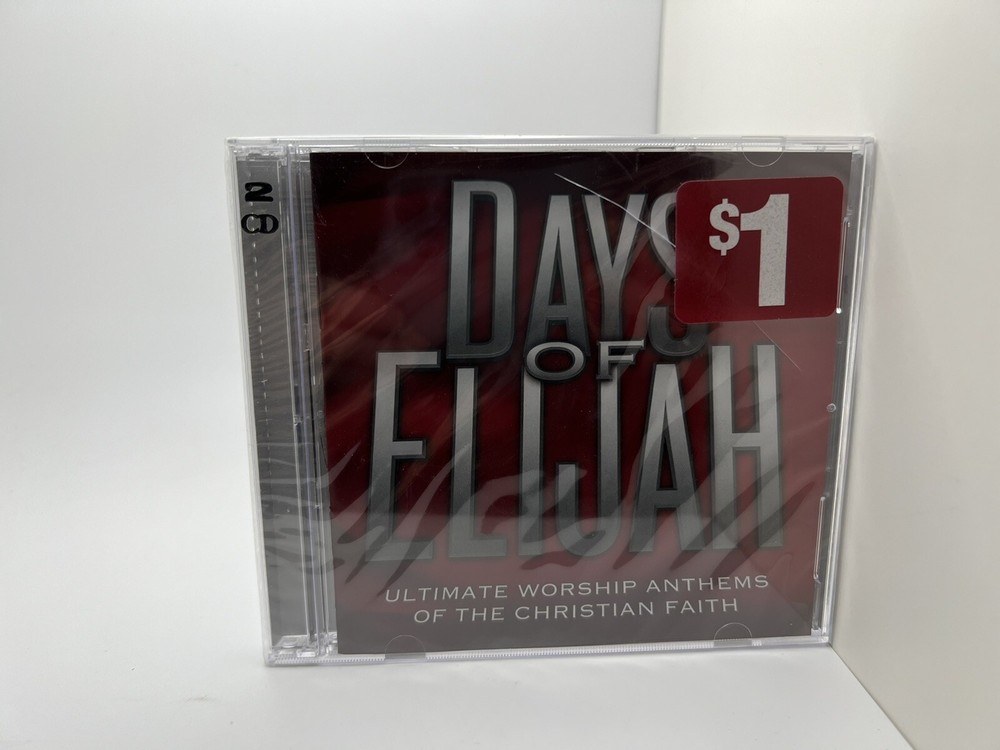 2
CD
DAYS
$1
OF
ELIJAH
ULTIMATE WORSHIP ANTHEMS
OF THE CHRISTIAN FAITH